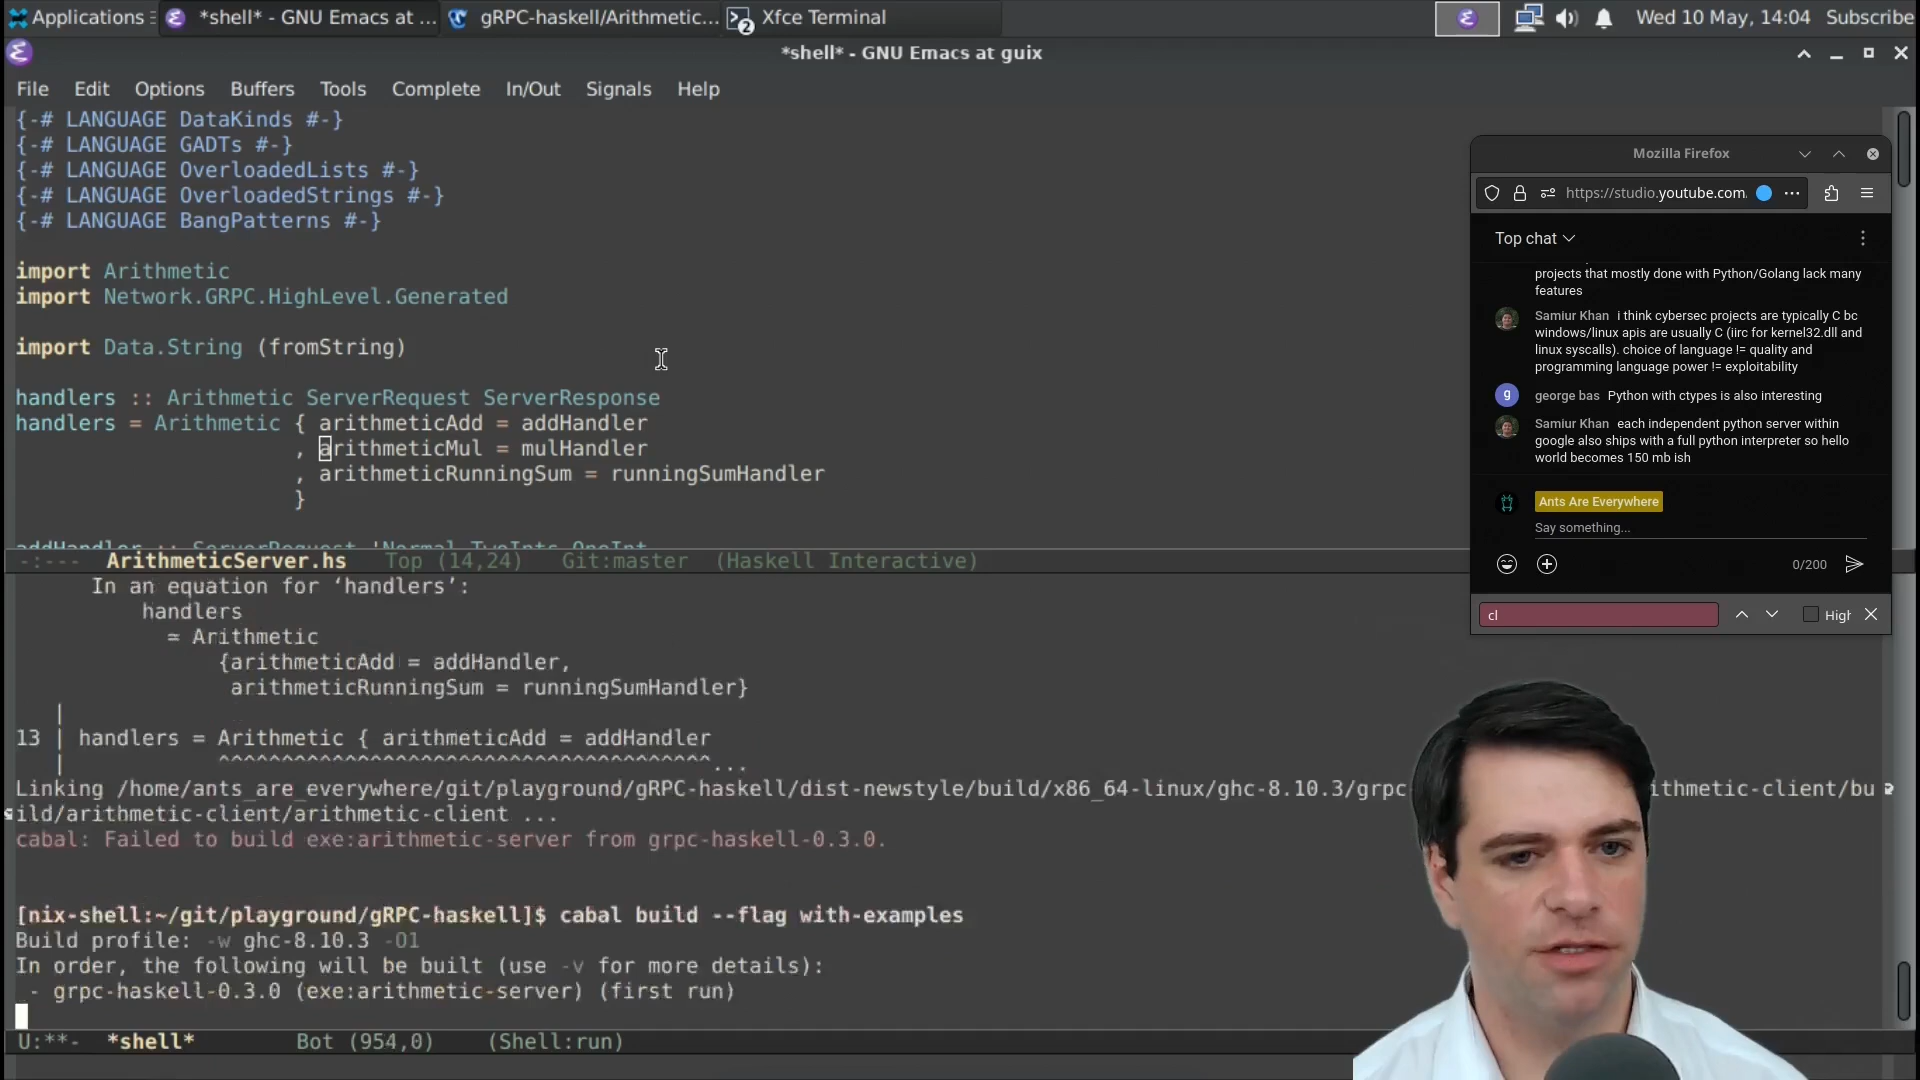 Applications
*shell* - GNU Emacs at ...
gRPC-haskell/Arithmetic...
2
Xfce Terminal
Wed 10 May, 14:04
Subscribe
*shell* - GNU Emacs at guix
File Edit Options Buffers Tools Complete In/Out Signals Help
{-# LANGUAGE DataKinds #-}
{-# LANGUAGE GADTs #-}
{-# LANGUAGE OverloadedLists #-}
{-# LANGUAGE OverloadedStrings #-}
{-# LANGUAGE BangPatterns #-}
import Arithmetic
import Network.GRPC.HighLevel.Generated
import Data.String (fromString)
handlers :: Arithmetic ServerRequest ServerResponse
handlers = Arithmetic { arithmeticAdd = addHandler
, arithmeticMul = mulHandler
, arithmeticRunningSum = runningSumHandler
}
addHandler :: ServerRequest 'Normal TwoInts OneInt
-:--- ArithmeticServer.hs Top (14,24) Git:master (Haskell Interactive)
In an equation for ‘handlers’:
handlers
= Arithmetic
{arithmeticAdd = addHandler,
arithmeticRunningSum = runningSumHandler}
|
13 | handlers = Arithmetic { arithmeticAdd = addHandler
| ^^^^^^^^^^^^^^^^^^^^^^^^^^^^^^^^^^^^^^^...
Linking /home/ants_are_everywhere/git/playground/gRPC-haskell/dist-newstyle/build/x86_64-linux/ghc-8.10.3/grpc ithmetic-client/bu
ild/arithmetic-client/arithmetic-client ...
cabal: Failed to build exe:arithmetic-server from grpc-haskell-0.3.0.
[nix-shell:~/git/playground/gRPC-haskell]$ cabal build --flag with-examples
Build profile: -w ghc-8.10.3 -O1
In order, the following will be built (use -v for more details):
- grpc-haskell-0.3.0 (exe:arithmetic-server) (first run)
U:**- *shell* Bot (954,0) (Shell:run)
Mozilla Firefox
https://studio.youtube.com.
Top chat
projects that mostly done with Python/Golang lack many
features
Samiur Khan i think cybersec projects are typically C bc
windows/linux apis are usually C (iirc for kernel32.dll and
linux syscalls). choice of language != quality and
programming language power != exploitability
g
george bas Python with ctypes is also interesting
Samiur Khan each independent python server within
google also ships with a full python interpreter so hello
world becomes 150 mb ish
Ants Are Everywhere
Say something...
0/200
cl
High